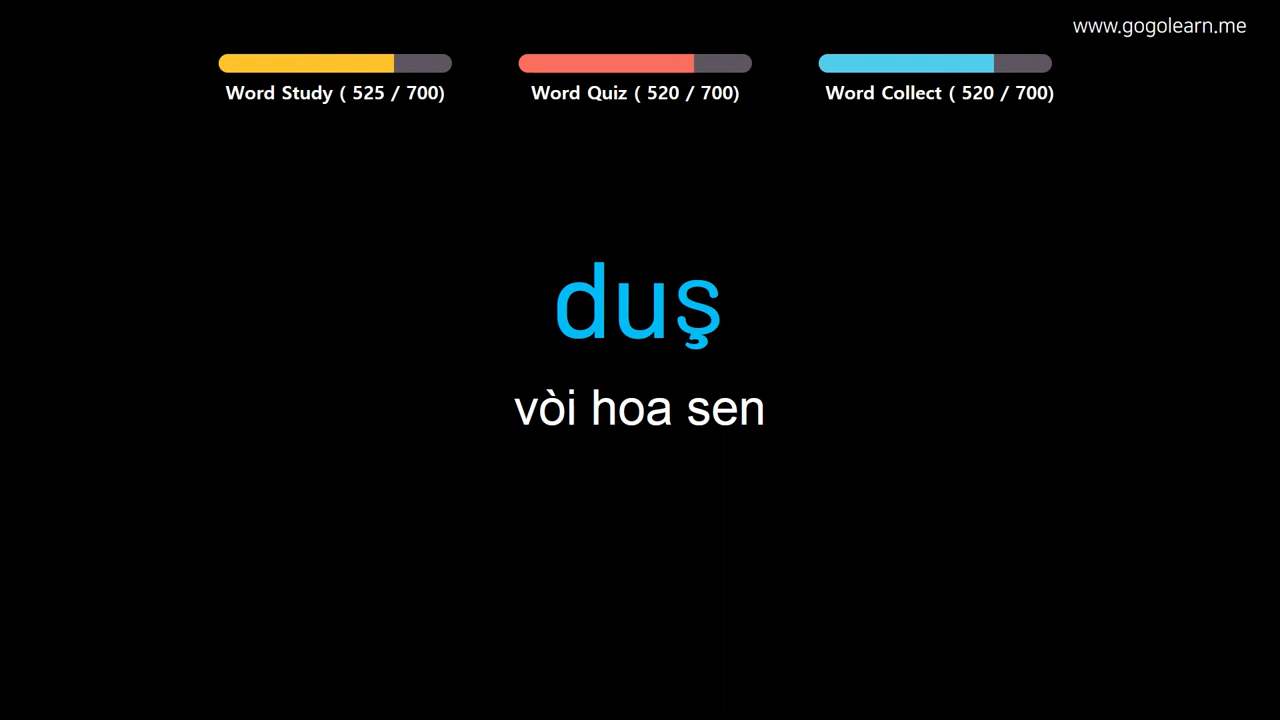 www.gogolearn.me
Word Study ( 525 / 700)
Word Quiz ( 520 / 700)
Word Collect ( 520 / 700)
duş
vòi hoa sen